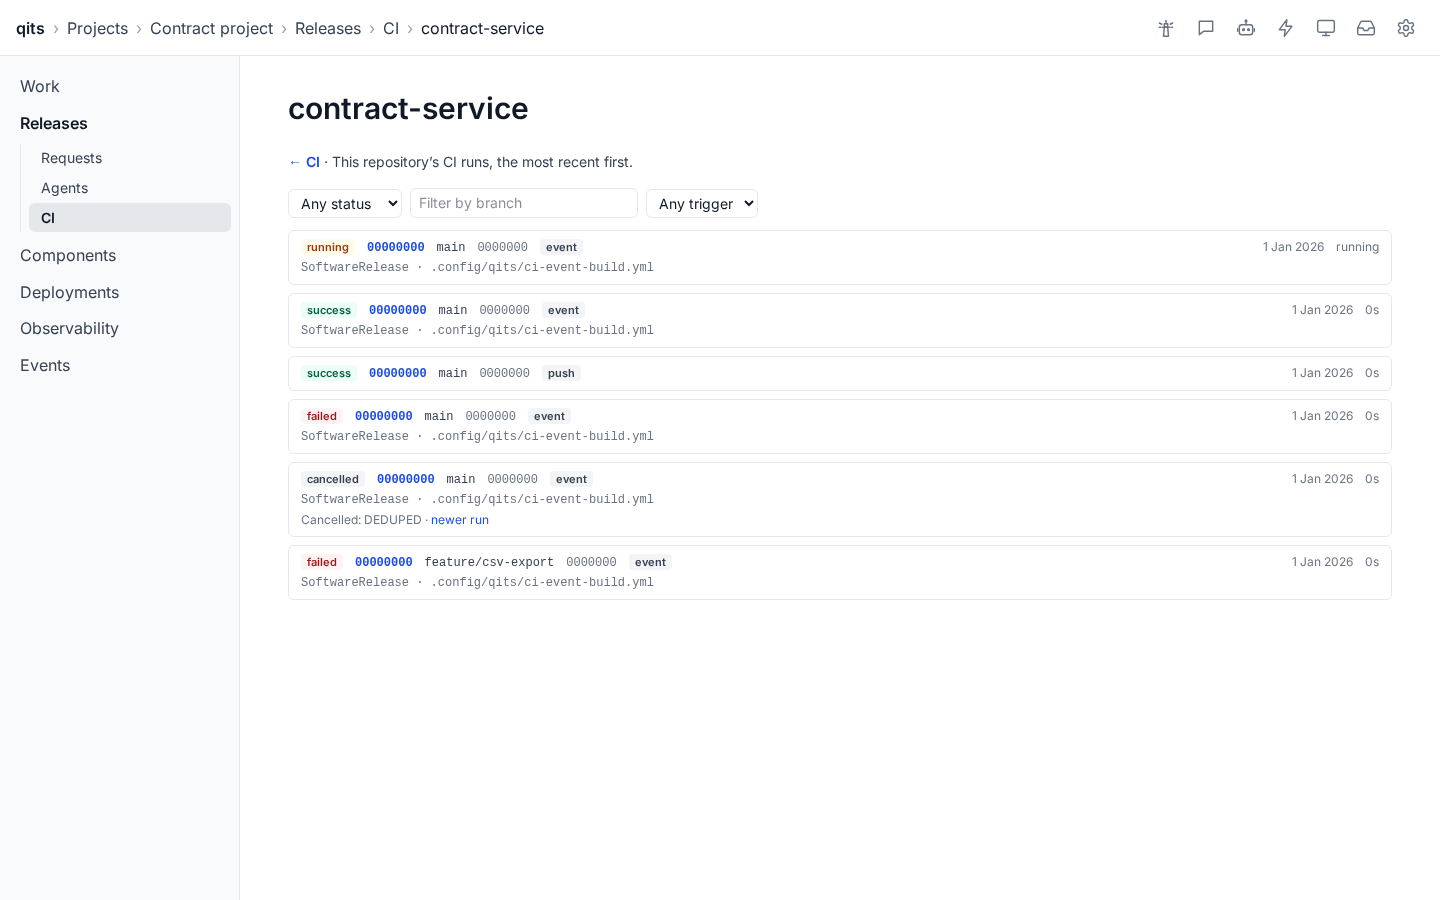 qits › Projects › Contract project › Releases › CI › contract-service
Work
Releases
Requests
Agents
CI
Components
Deployments
Observability
Events
contract-service
← CI · This repository’s CI runs, the most recent first.
Any status Filter by branch Any trigger
running 00000000 main 0000000 event 1 Jan 2026 running
SoftwareRelease · .config/qits/ci-event-build.yml
success 00000000 main 0000000 event 1 Jan 2026 0s
SoftwareRelease · .config/qits/ci-event-build.yml
success 00000000 main 0000000 push 1 Jan 2026 0s
failed 00000000 main 0000000 event 1 Jan 2026 0s
SoftwareRelease · .config/qits/ci-event-build.yml
cancelled 00000000 main 0000000 event 1 Jan 2026 0s
SoftwareRelease · .config/qits/ci-event-build.yml
Cancelled: DEDUPED · newer run
failed 00000000 feature/csv-export 0000000 event 1 Jan 2026 0s
SoftwareRelease · .config/qits/ci-event-build.yml